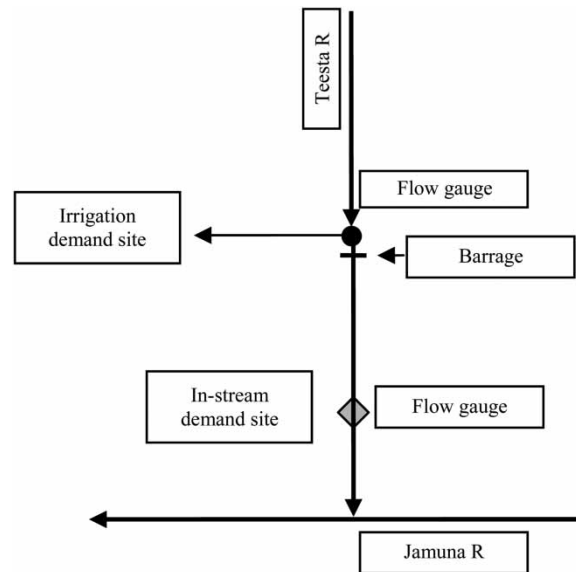 Teesta R
Flow gauge
Irrigation
demand site
Barrage
In-stream
demand site
Flow gauge
Jamuna R